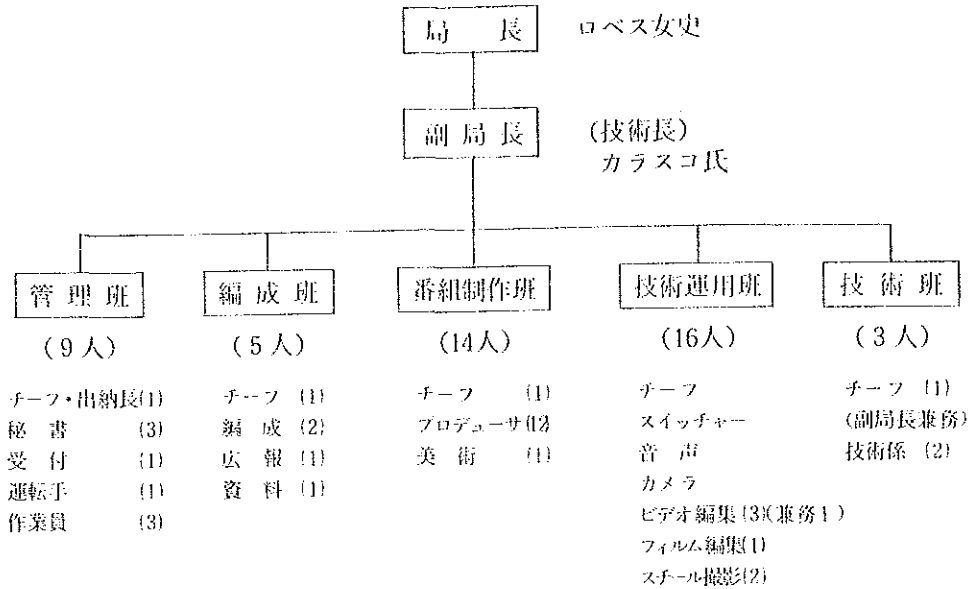 局長 ロペス女史
副局長 (技術長)
カラスコ氏
管理班 編成班 番組制作班 技術運用班 技術班
(9人) (5人) (14人) (16人) (3人)
チーフ・出納長(1) チーフ (1) チーフ (1) チーフ チーフ (1)
秘書 (3) 編成 (2) プロデューサ(12) スイッチャー (副局長兼務)
受付 (1) 広報 (1) 美術 (1) 音声 技術係 (2)
運転手 (1) 資料 (1) カメラ
作業員 (3) ビデオ編集(3)(兼務1)
フィルム編集(1)
スチール撮影(2)